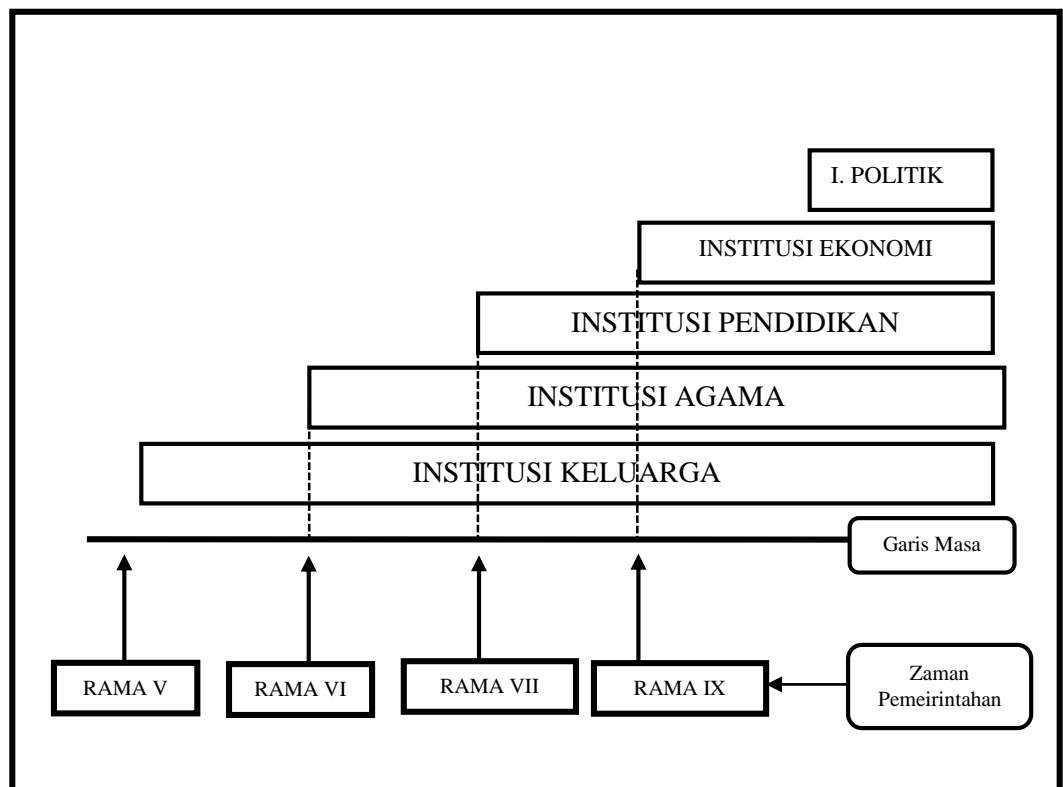 I. POLITIK
INSTITUSI EKONOMI
INSTITUSI PENDIDIKAN
INSTITUSI AGAMA
INSTITUSI KELUARGA
Garis Masa
RAMA V
RAMA VI
RAMA VII
RAMA IX
Zaman
Pemeirintahan